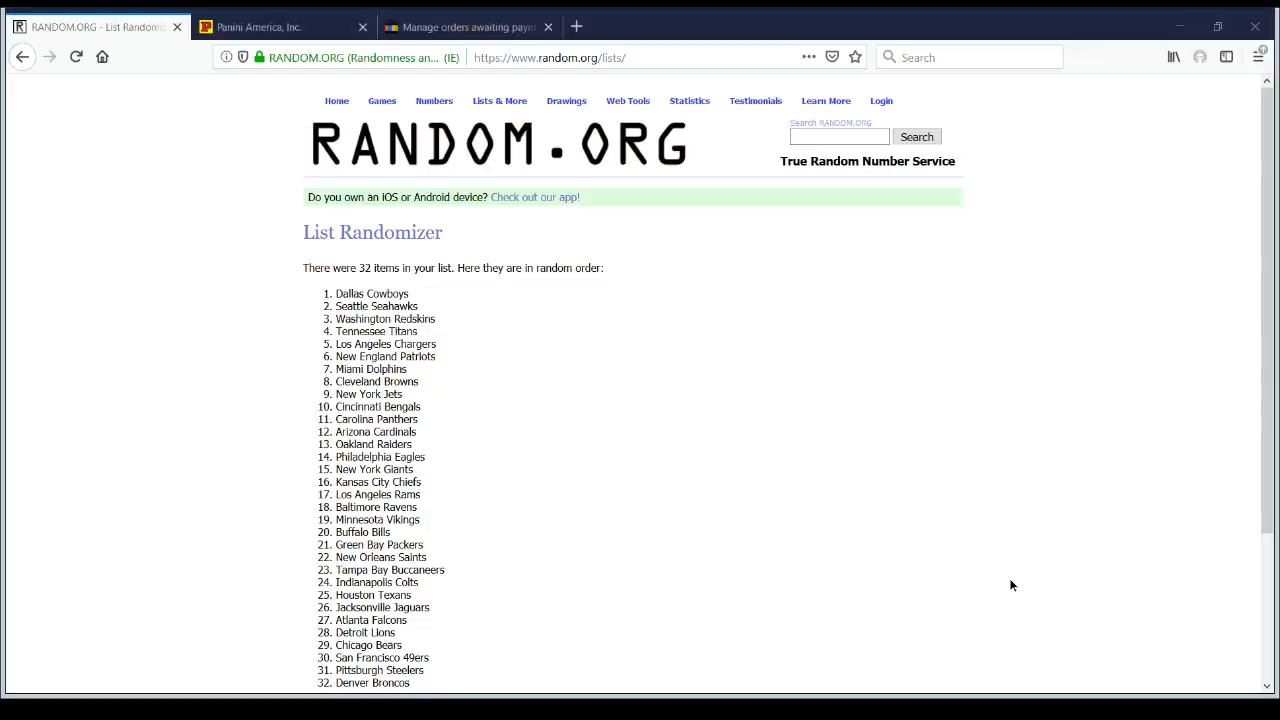 RANDOM.ORG - List Randomiz
Panini America, Inc.
Manage orders awaiting paym
RANDOM.ORG (Randomness an... (IE)
https://www.random.org/lists/
Search
Home Games Numbers Lists & More Drawings Web Tools Statistics Testimonials Learn More Login
RANDOM.ORG
Search RANDOM.ORG
Search
True Random Number Service
Do you own an iOS or Android device? Check out our app!
List Randomizer
There were 32 items in your list. Here they are in random order:
1. Dallas Cowboys
2. Seattle Seahawks
3. Washington Redskins
4. Tennessee Titans
5. Los Angeles Chargers
6. New England Patriots
7. Miami Dolphins
8. Cleveland Browns
9. New York Jets
10. Cincinnati Bengals
11. Carolina Panthers
12. Arizona Cardinals
13. Oakland Raiders
14. Philadelphia Eagles
15. New York Giants
16. Kansas City Chiefs
17. Los Angeles Rams
18. Baltimore Ravens
19. Minnesota Vikings
20. Buffalo Bills
21. Green Bay Packers
22. New Orleans Saints
23. Tampa Bay Buccaneers
24. Indianapolis Colts
25. Houston Texans
26. Jacksonville Jaguars
27. Atlanta Falcons
28. Detroit Lions
29. Chicago Bears
30. San Francisco 49ers
31. Pittsburgh Steelers
32. Denver Broncos